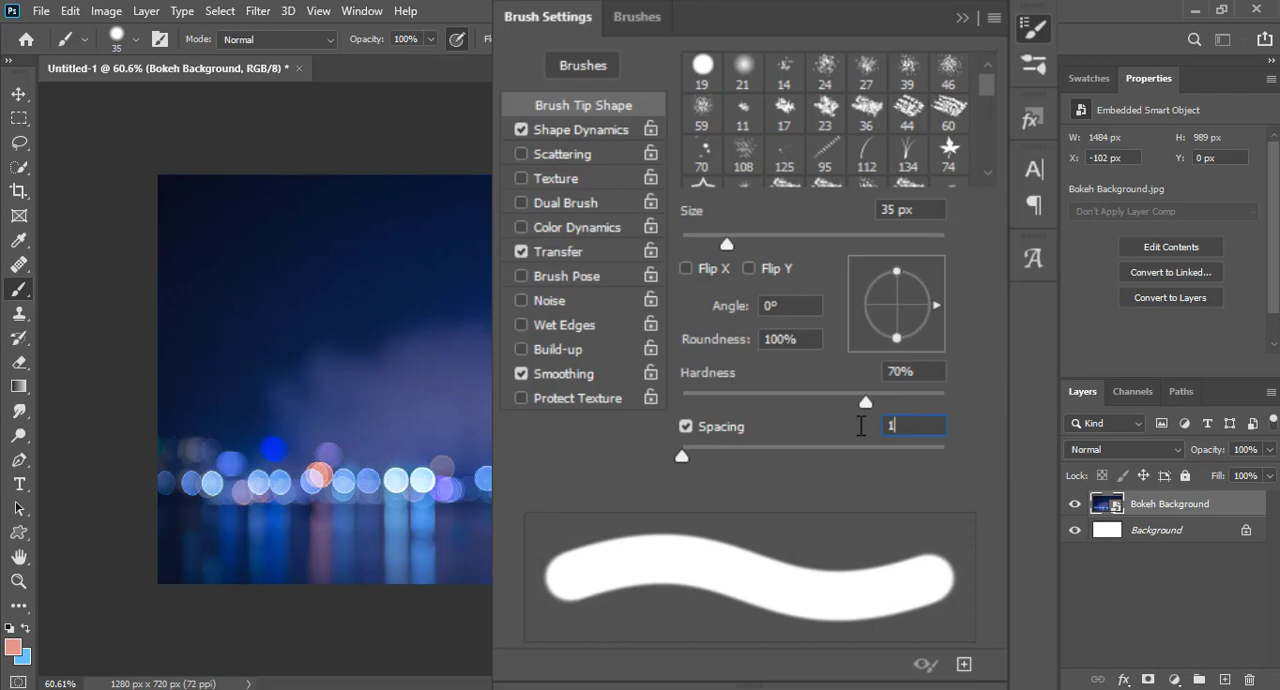 Ps File Edit Image Layer Type Select Filter 3D View Window Help
35 Mode: Normal Opacity: 100%
Untitled-1 @ 60.6% (Bokeh Background, RGB/8) * ×
Brush Settings Brushes
Brushes
Brush Tip Shape
Shape Dynamics
Scattering
Texture
Dual Brush
Color Dynamics
Transfer
Brush Pose
Noise
Wet Edges
Build-up
Smoothing
Protect Texture
19 21 14 24 27 39 46
59 11 17 23 36 44 60
70 108 125 95 112 134 74
Size 35 px
Flip X Flip Y
Angle: 0º
Roundness: 100%
Hardness 70%
Spacing 1
Swatches Properties
Embedded Smart Object
W: 1484 px H: 989 px
X: -102 px Y: 0 px
Bokeh Background.jpg
Don't Apply Layer Comp
Edit Contents
Convert to Linked...
Convert to Layers
Layers Channels Paths
Kind
Normal Opacity: 100%
Lock: Fill: 100%
Bokeh Background
Background
60.61% 1280 px x 720 px (72 ppi)